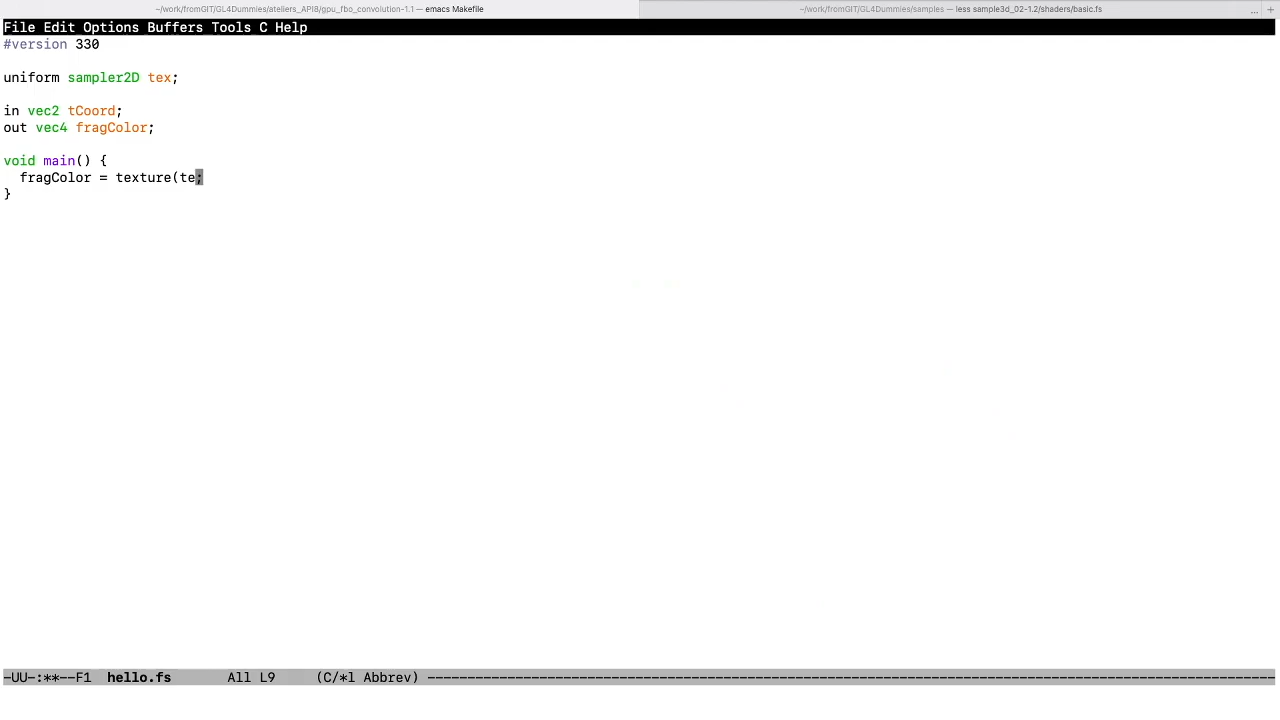 ~/work/fromGIT/GL4Dummies/ateliers_API8/gpu_fbo_convolution-1.1 — emacs Makefile
~/work/fromGIT/GL4Dummies/samples — less sample3d_02-1.2/shaders/basic.fs
... +
File Edit Options Buffers Tools C Help
#version 330
uniform sampler2D tex;
in vec2 tCoord;
out vec4 fragColor;
void main() {
  fragColor = texture(te;
}
-UU-:**--F1  hello.fs       All L9     (C/*l Abbrev) ----------------------------------------------------------------------------------------------------------